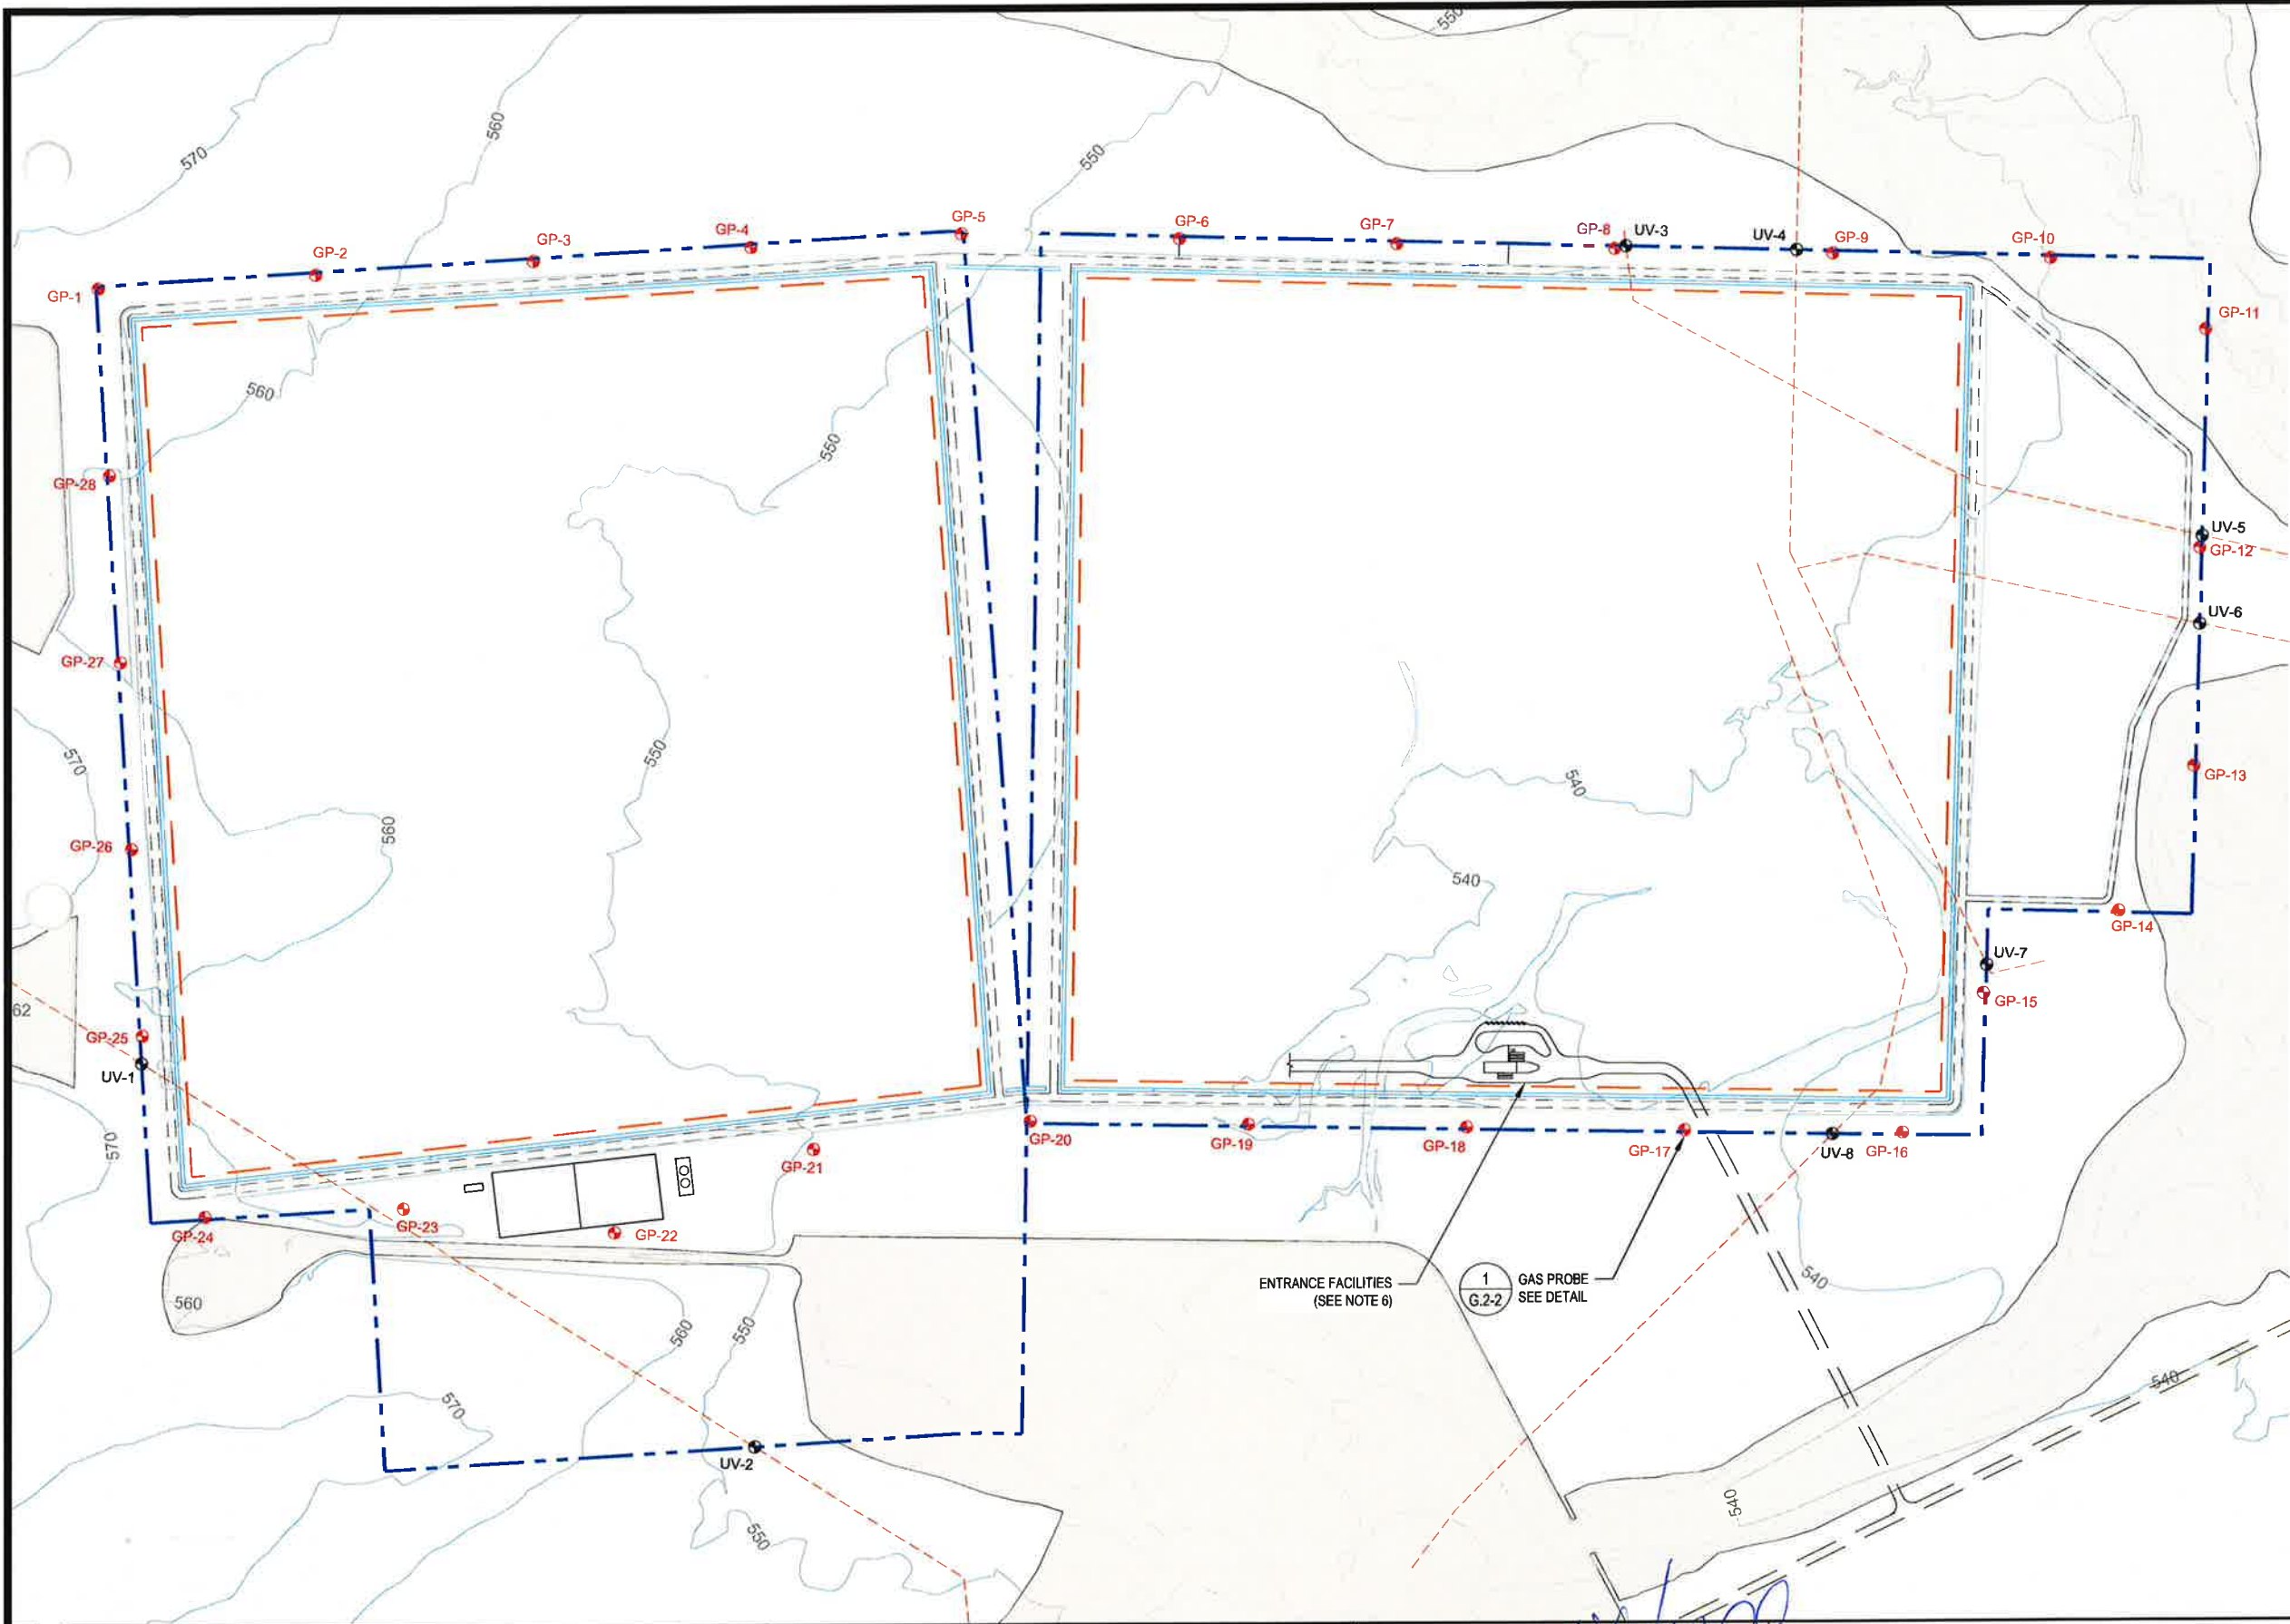 550
560
570
550
GP-5
GP-6
GP-7
GP-8
UV-3
UV-4
GP-9
GP-10
GP-4
GP-3
GP-2
GP-1
GP-11
560
550
GP-28
UV-5
GP-12
UV-6
GP-27
570
550
540
GP-13
560
GP-26
540
GP-14
UV-7
GP-15
62
GP-25
UV-1
570
GP-20
GP-19
GP-18
GP-17
UV-8
GP-16
GP-21
GP-24
GP-23
GP-22
ENTRANCE FACILITIES
(SEE NOTE 6)
1
G.2-2
GAS PROBE
SEE DETAIL
540
560
560
550
570
540
UV-2
540
550